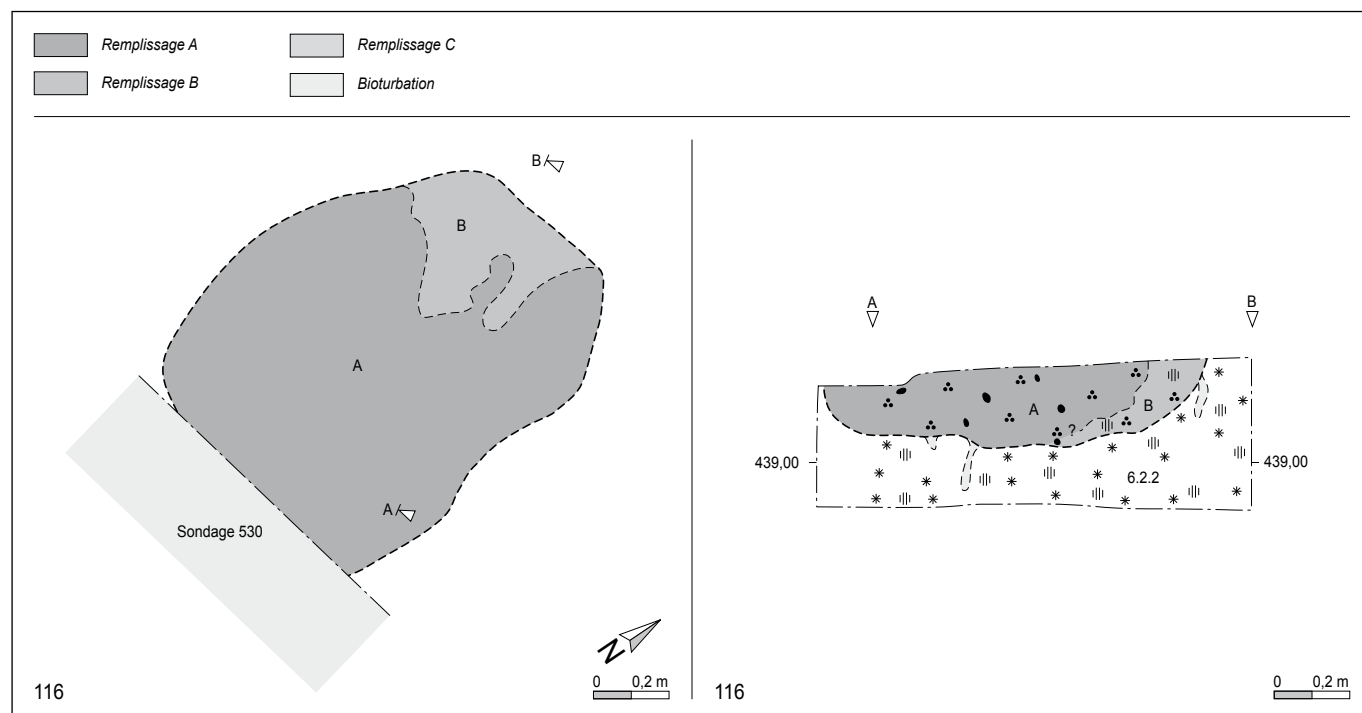 Remplissage A
Remplissage C
Remplissage B
Bioturbation
B
B
A
A
Sondage 530
N
0 0,2 m
116
A
B
A
B
?
439,00
439,00
6.2.2
0 0,2 m
116